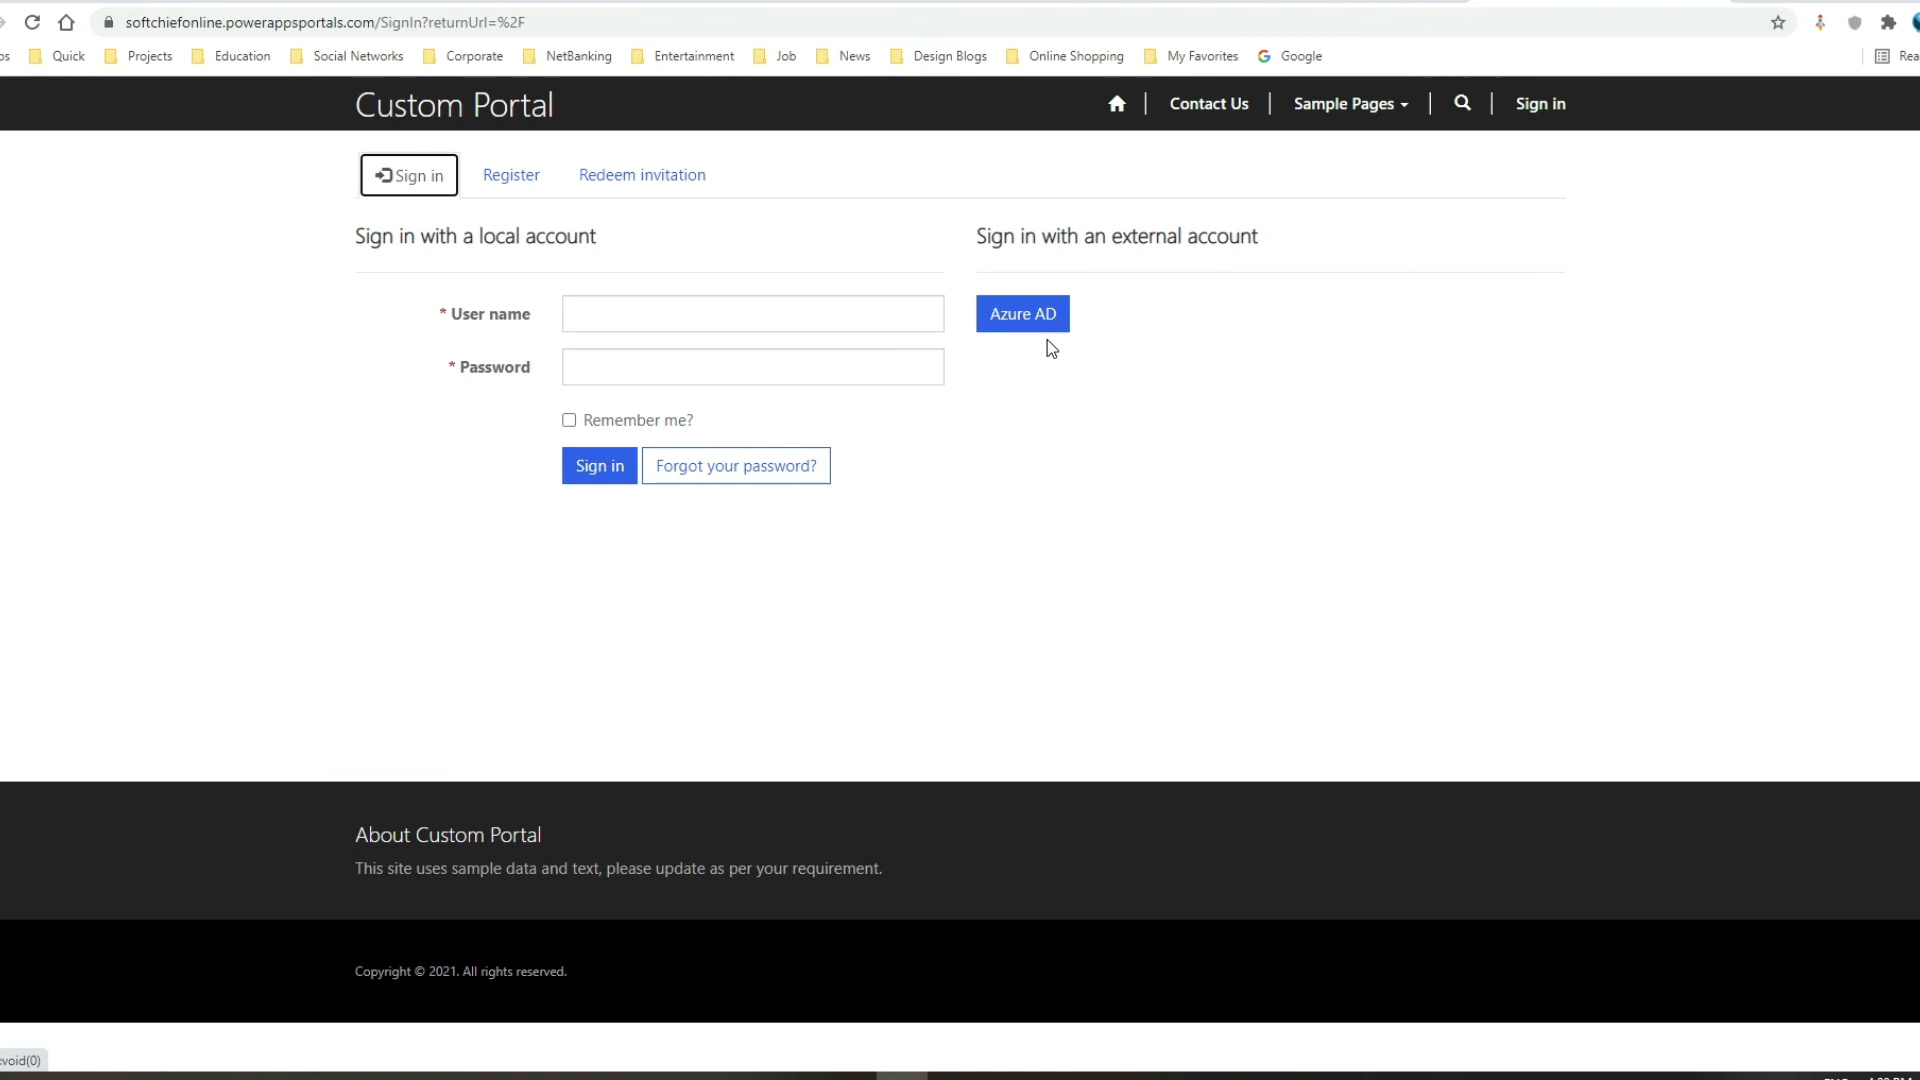 softchiefonline.powerappsportals.com/SignIn?returnUrl=%2F
Quick Projects Education Social Networks Corporate NetBanking Entertainment Job News Design Blogs Online Shopping My Favorites Google
Custom Portal
Contact Us Sample Pages Sign in
Sign in Register Redeem invitation
Sign in with a local account
Sign in with an external account
* User name
* Password
Remember me?
Sign in Forgot your password?
Azure AD
About Custom Portal
This site uses sample data and text, please update as per your requirement.
Copyright © 2021. All rights reserved.
void(0)